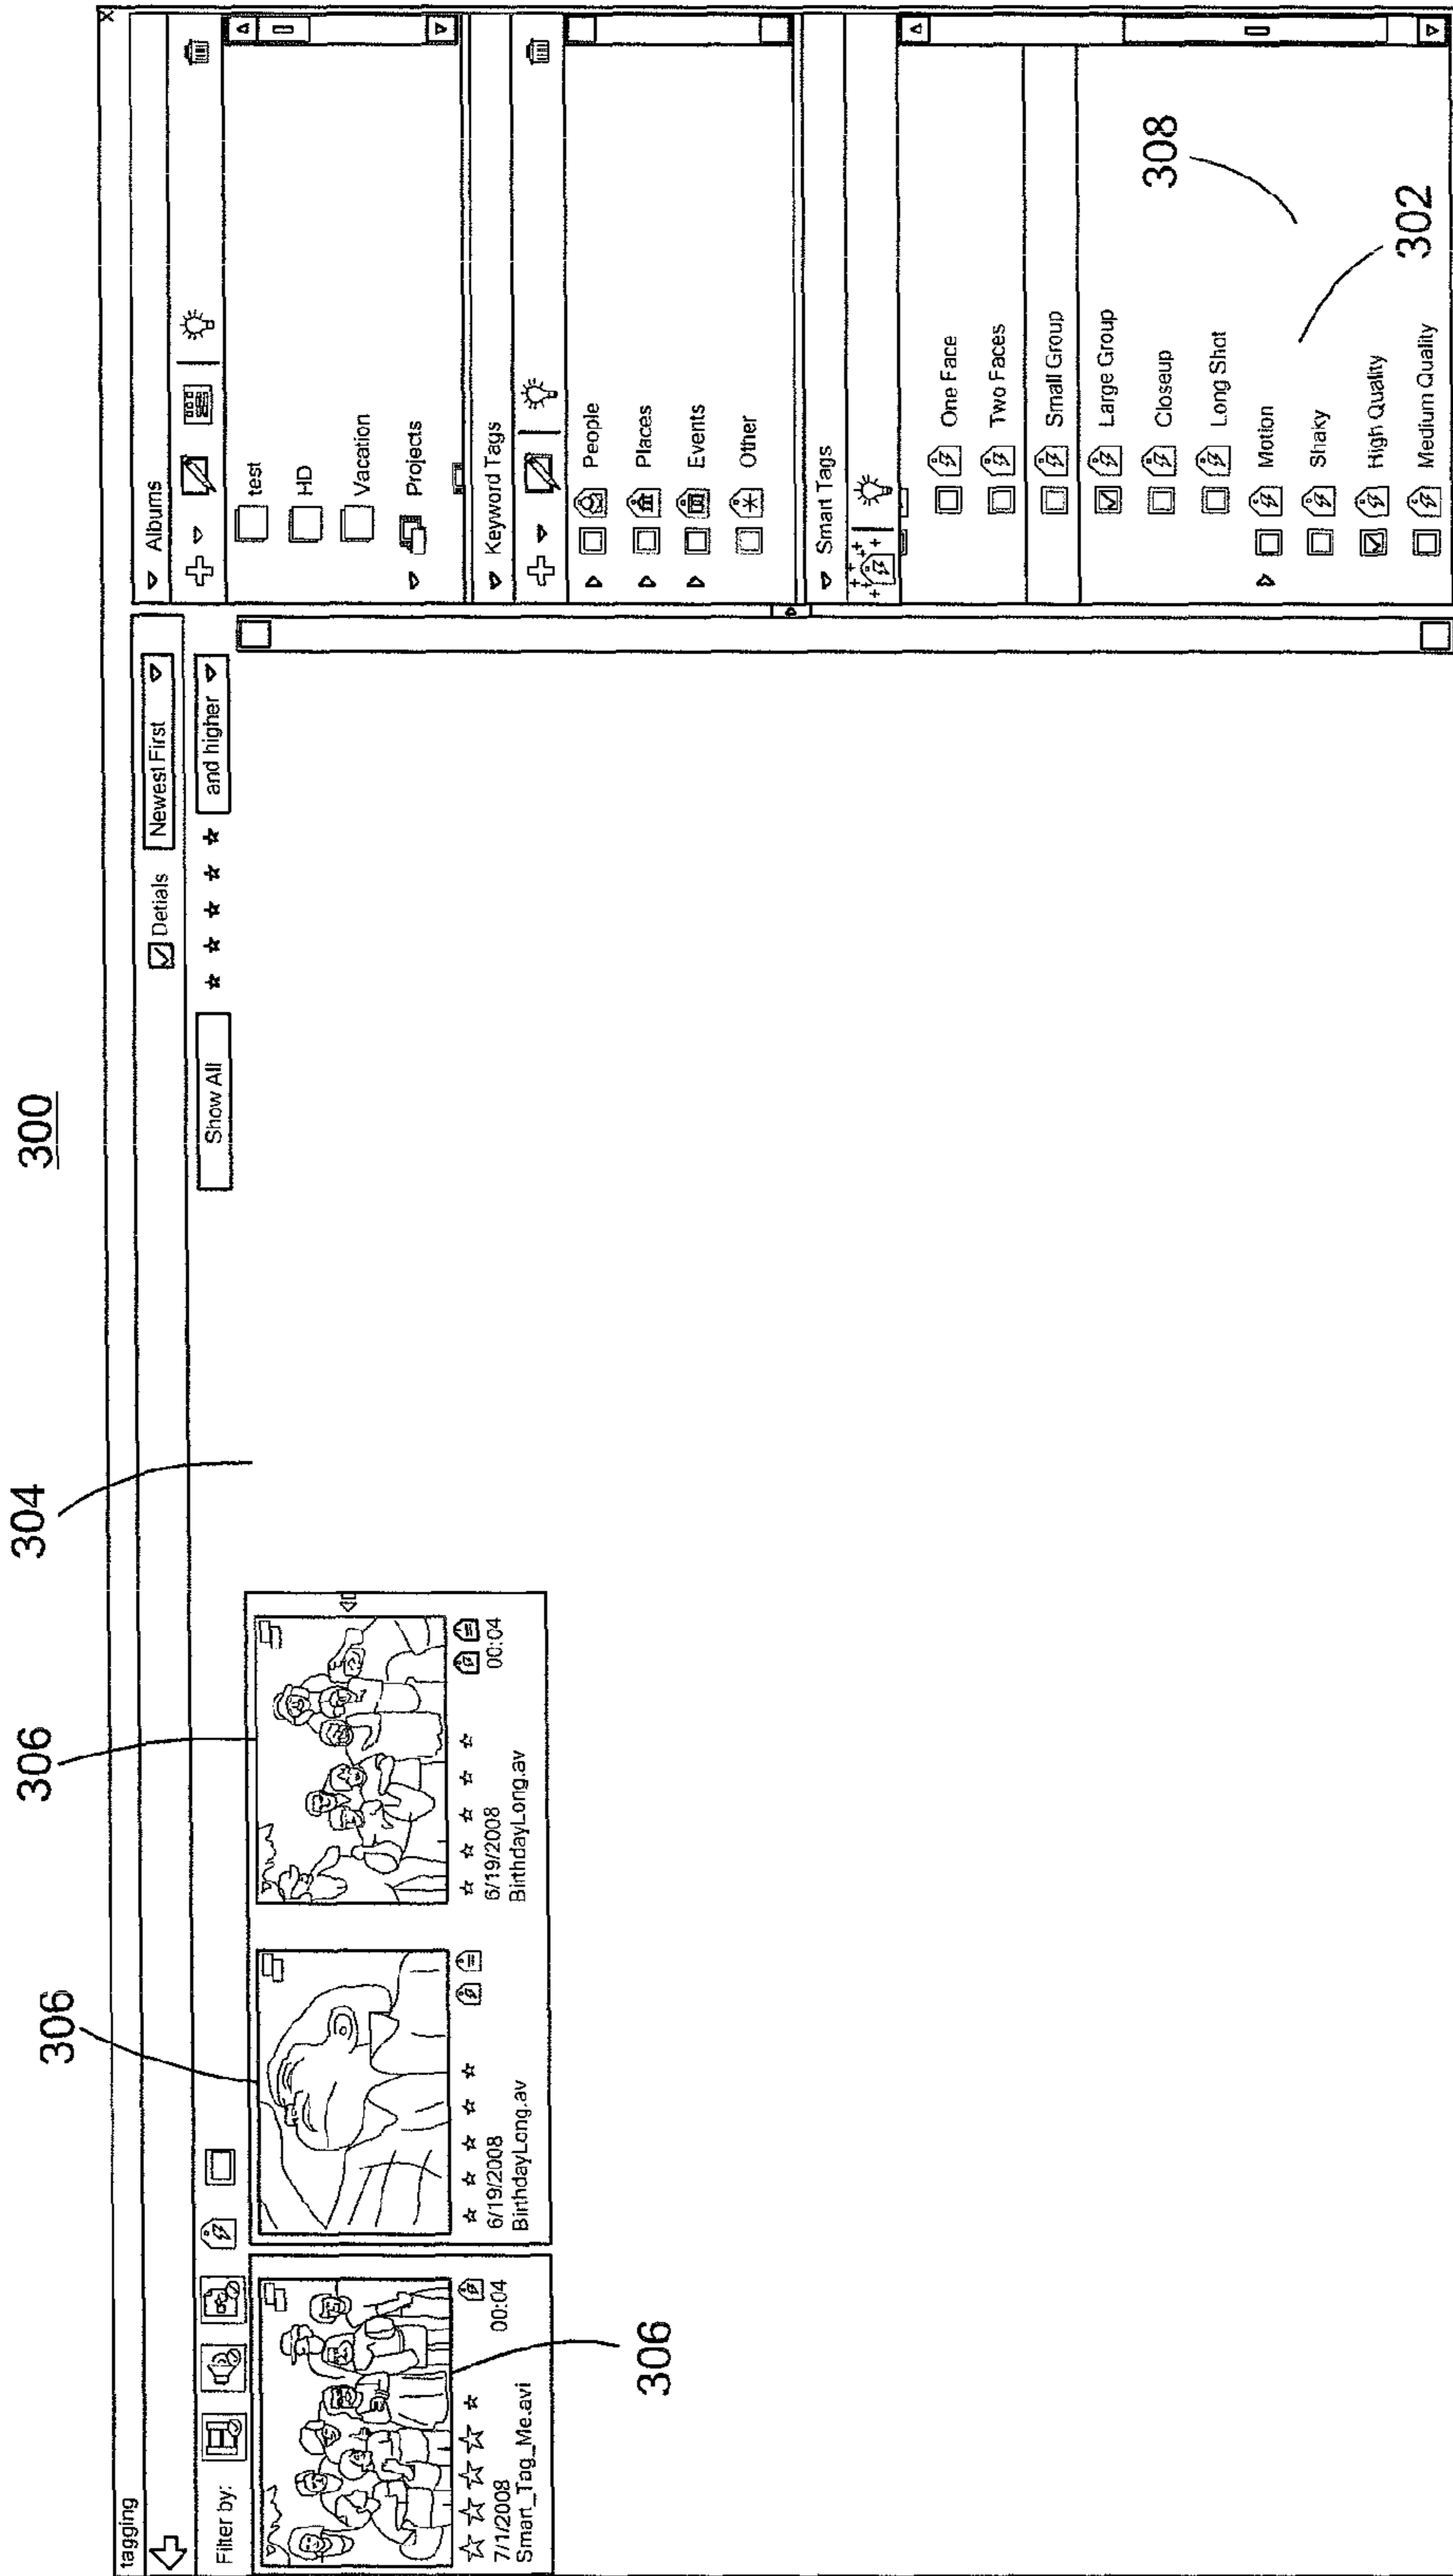 300
304
306
306
306
tagging
Detials Newest First
Filter by:
Show All
and higher
7/1/2008
00:04
Smart_Tag_Me.avi
6/19/2008
BirthdayLong.av
6/19/2008
00:04
BirthdayLong.av
Albums
test
HD
Vacation
Projects
Keyword Tags
People
Places
Events
Other
Smart Tags
One Face
Two Faces
Small Group
Large Group
Closeup
Long Shot
Motion
Shaky
High Quality
Medium Quality
308
302